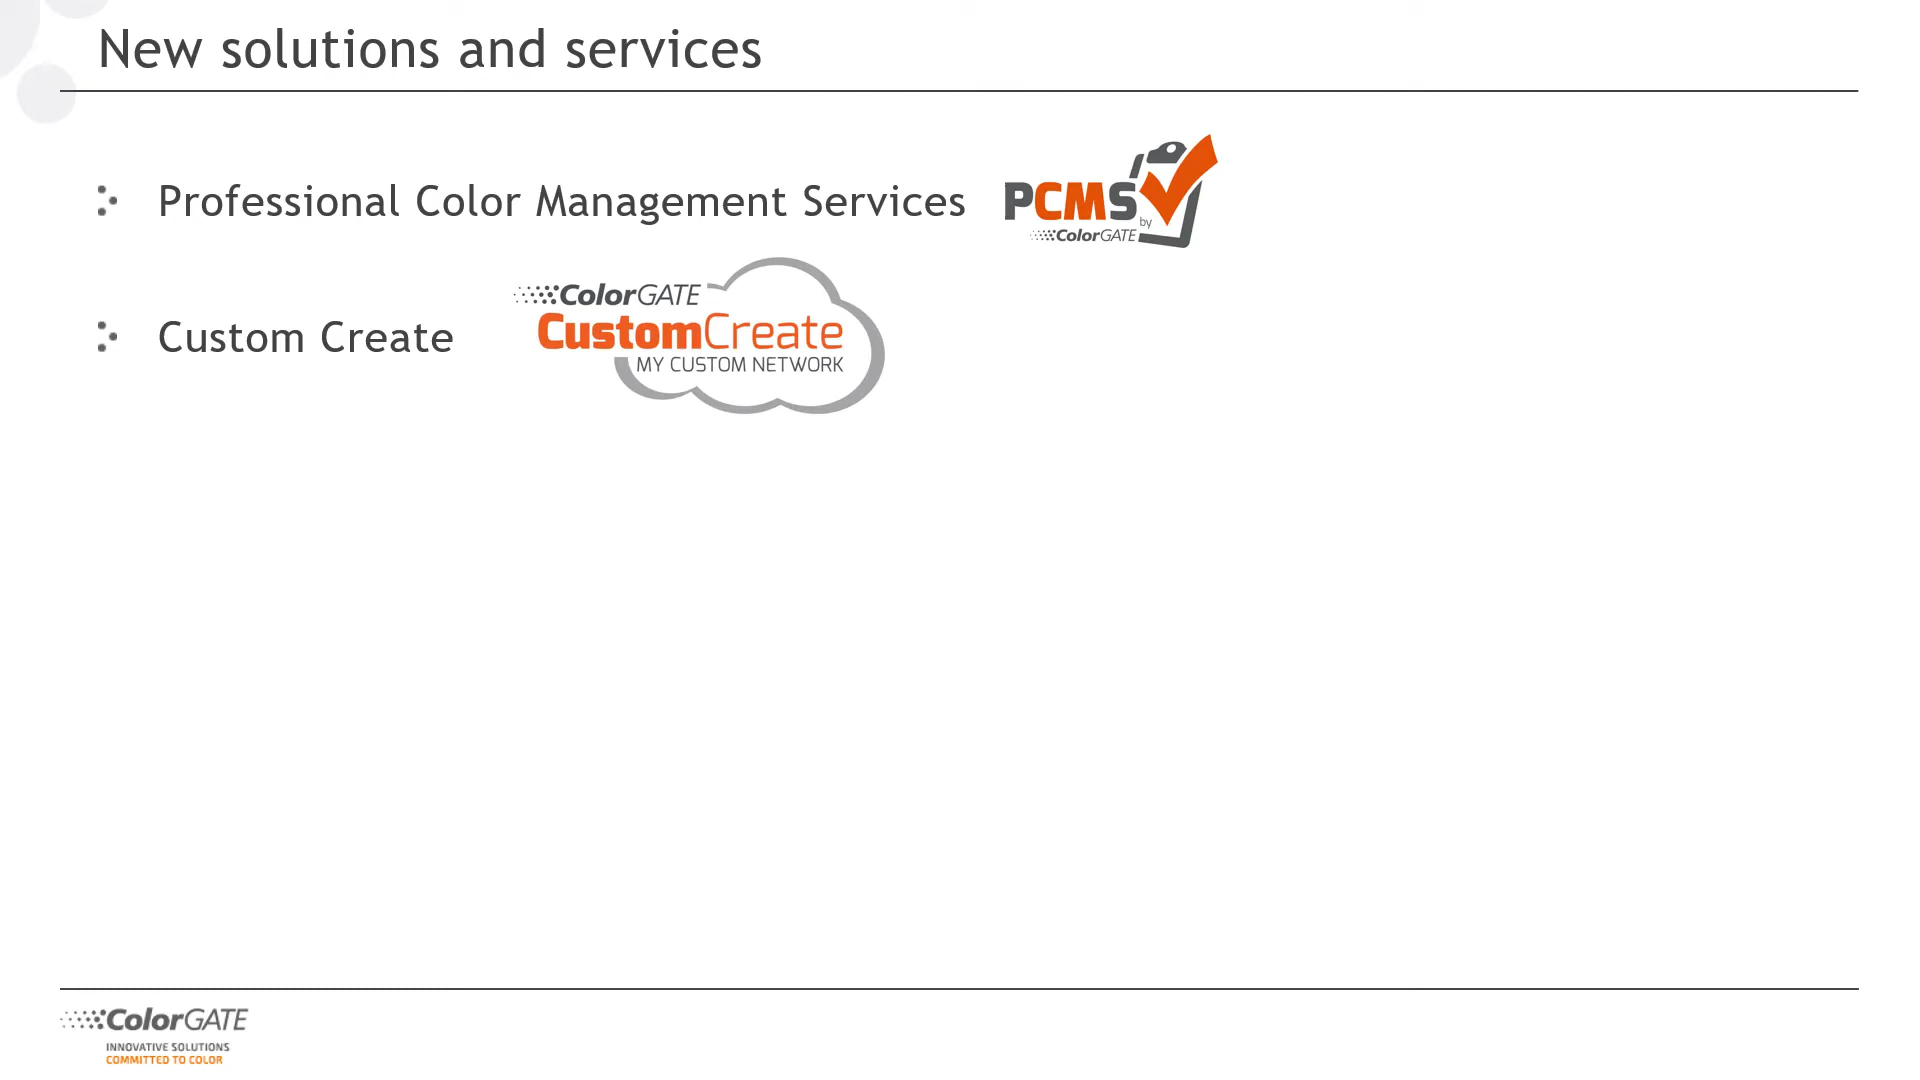 New solutions and services
Professional Color Management Services
PCMS
by
ColorGATE
ColorGATE
Custom Create
CustomCreate
MY CUSTOM NETWORK
ColorGATE
INNOVATIVE SOLUTIONS
COMMITTED TO COLOR